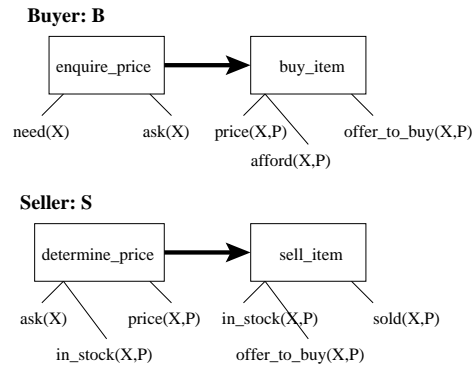 Buyer: B
enquire_price buy_item
need(X) ask(X) price(X,P) offer_to_buy(X,P)
afford(X,P)
Seller: S
determine_price sell_item
ask(X) price(X,P) in_stock(X,P) sold(X,P)
in_stock(X,P) offer_to_buy(X,P)